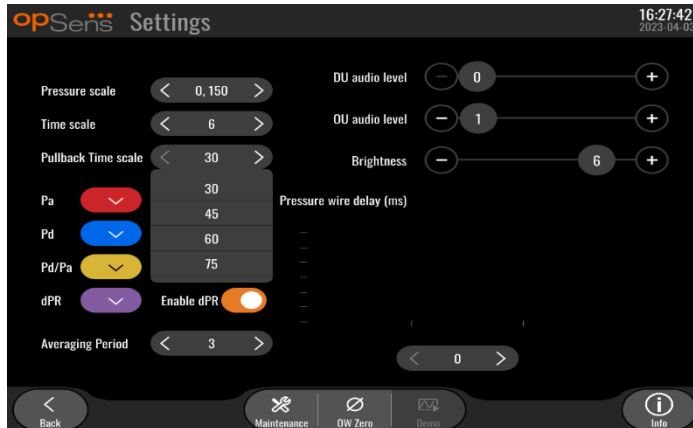 opSens Settings
16:27:42
2023-04-03
Pressure scale
0, 150
Time scale
6
Pullback Time scale
30
30
45
60
75
Pa
Pd
Pd/Pa
dPR
Enable dPR
Averaging Period
3
DU audio level
0
OU audio level
1
Brightness
6
Pressure wire delay (ms)
0
Back
Maintenance
OW Zero
Demo
Info